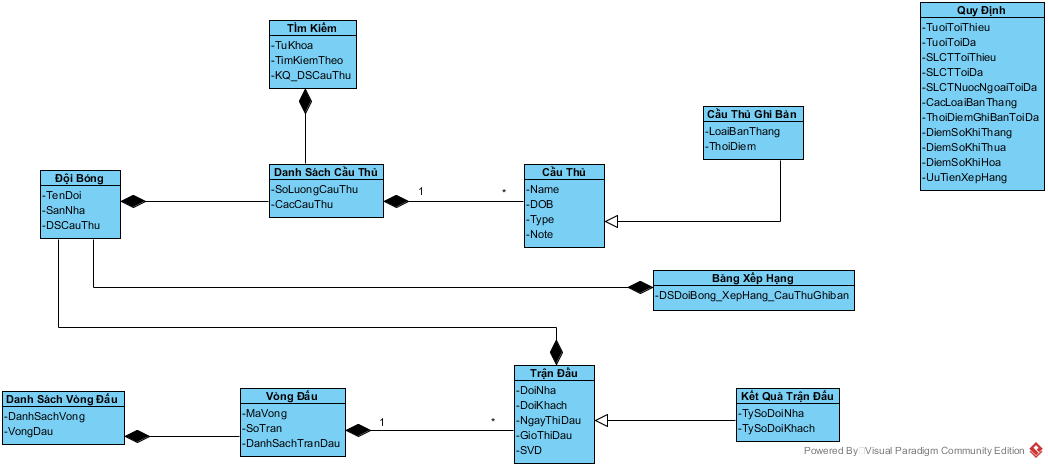 Tìm Kiếm
-TuKhoa
-TimKiemTheo
-KQ_DSCauThu
Quy Định
-TuoiToiThieu
-TuoiToiDa
-SLCTToiThieu
-SLCTToiDa
-SLCTNuocNgoaiToiDa
-CacLoaiBanThang
-ThoiDiemGhiBanToiDa
-DiemSoKhiThang
-DiemSoKhiThua
-DiemSoKhiHoa
-UuTienXepHang
Cầu Thủ Ghi Bàn
-LoaiBanThang
-ThoiDiem
Danh Sách Cầu Thủ
-SoLuongCauThu
-CacCauThu
1
*
Cầu Thủ
-Name
-DOB
-Type
-Note
Đội Bóng
-TenDoi
-SanNha
-DSCauThu
Bảng Xếp Hạng
-DSDoiBong_XepHang_CauThuGhiban
Danh Sách Vòng Đấu
-DanhSachVong
-VongDau
Vòng Đấu
-MaVong
-SoTran
-DanhSachTranDau
1
*
Trận Đấu
-DoiNha
-DoiKhach
-NgayThiDau
-GioThiDau
-SVD
Kết Quả Trận Đấu
-TySoDoiNha
-TySoDoiKhach
Powered By Visual Paradigm Community Edition